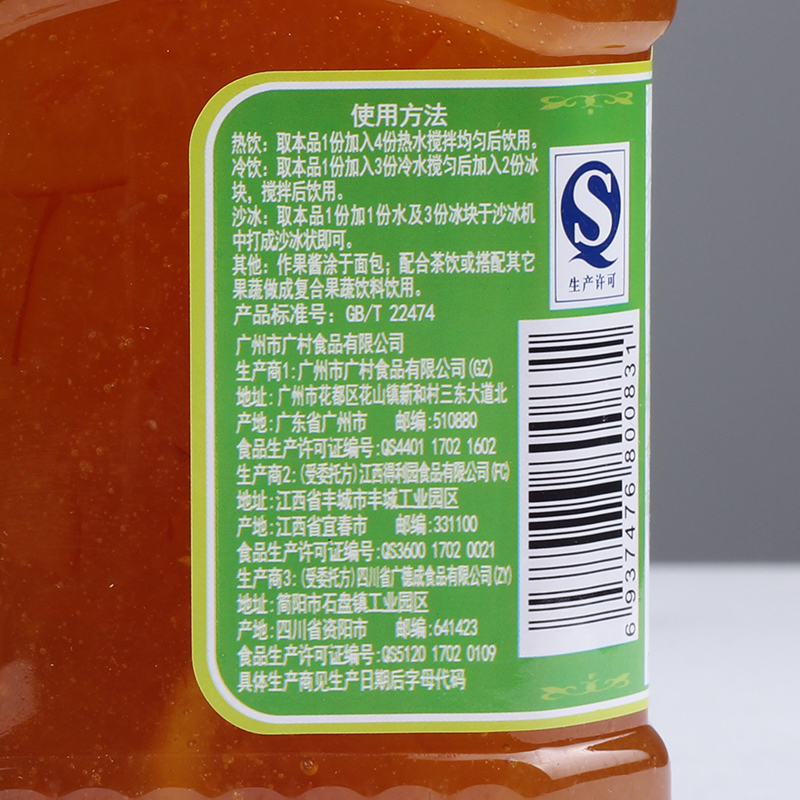 使用方法
热饮：取本品1份加入4份热水搅拌均匀后饮用。
冷饮：取本品1份加入3份冷水搅匀后加入2份冰
块，搅拌后饮用。
沙冰：取本品1份加1份水及3份冰块于沙冰机
中打成沙冰状即可。
其他：作果酱涂于面包；配合茶饮或搭配其它
果蔬做成复合果蔬饮料饮用。
产品标准号：GB/T 22474
广州市广村食品有限公司
生产商1:广州市广村食品有限公司(GZ)
地址:广州市花都区花山镇新和村三东大道北
产地:广东省广州市 邮编:510880
食品生产许可证编号:QS4401 1702 1602
生产商2:(受委托方)江西得利园食品有限公司(FC)
地址:江西省丰城市丰城工业园区
产地:江西省宜春市 邮编:331100
食品生产许可证编号:QS3600 1702 0021
生产商3:(受委托方)四川省广德成食品有限公司(ZY)
地址:简阳市石盘镇工业园区
产地:四川省资阳市 邮编:641423
食品生产许可证编号:QS5120 1702 0109
具体生产商见生产日期后字母代码
QS
生产许可
6 937476 800831